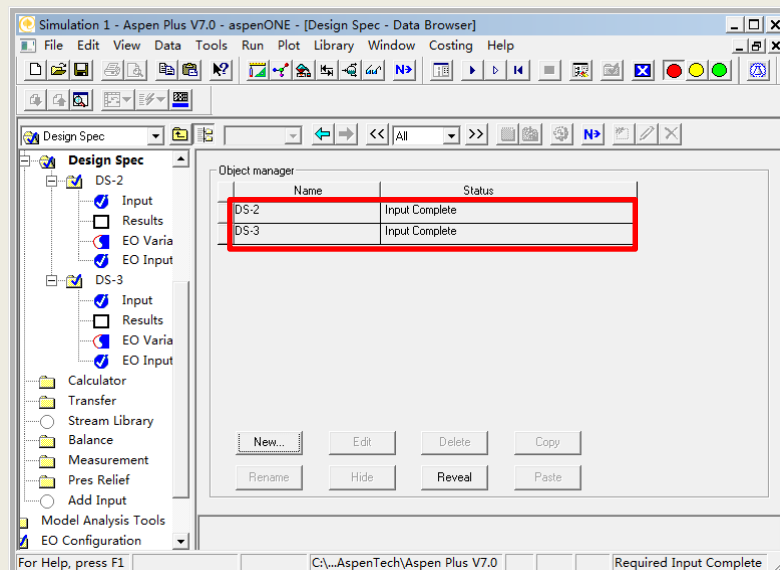 Simulation 1 - Aspen Plus V7.0 - aspenONE - [Design Spec - Data Browser]
File Edit View Data Tools Run Plot Library Window Costing Help
N>
Design Spec
<< All >>
N>
Design Spec
DS-2
Input
Results
EO Varia
EO Input
DS-3
Input
Results
EO Varia
EO Input
Calculator
Transfer
Stream Library
Balance
Measurement
Pres Relief
Add Input
Model Analysis Tools
EO Configuration
Object manager
Name Status
DS-2 Input Complete
DS-3 Input Complete
New... Edit Delete Copy
Rename Hide Reveal Paste
For Help, press F1 C:\...AspenTech\Aspen Plus V7.0 Required Input Complete